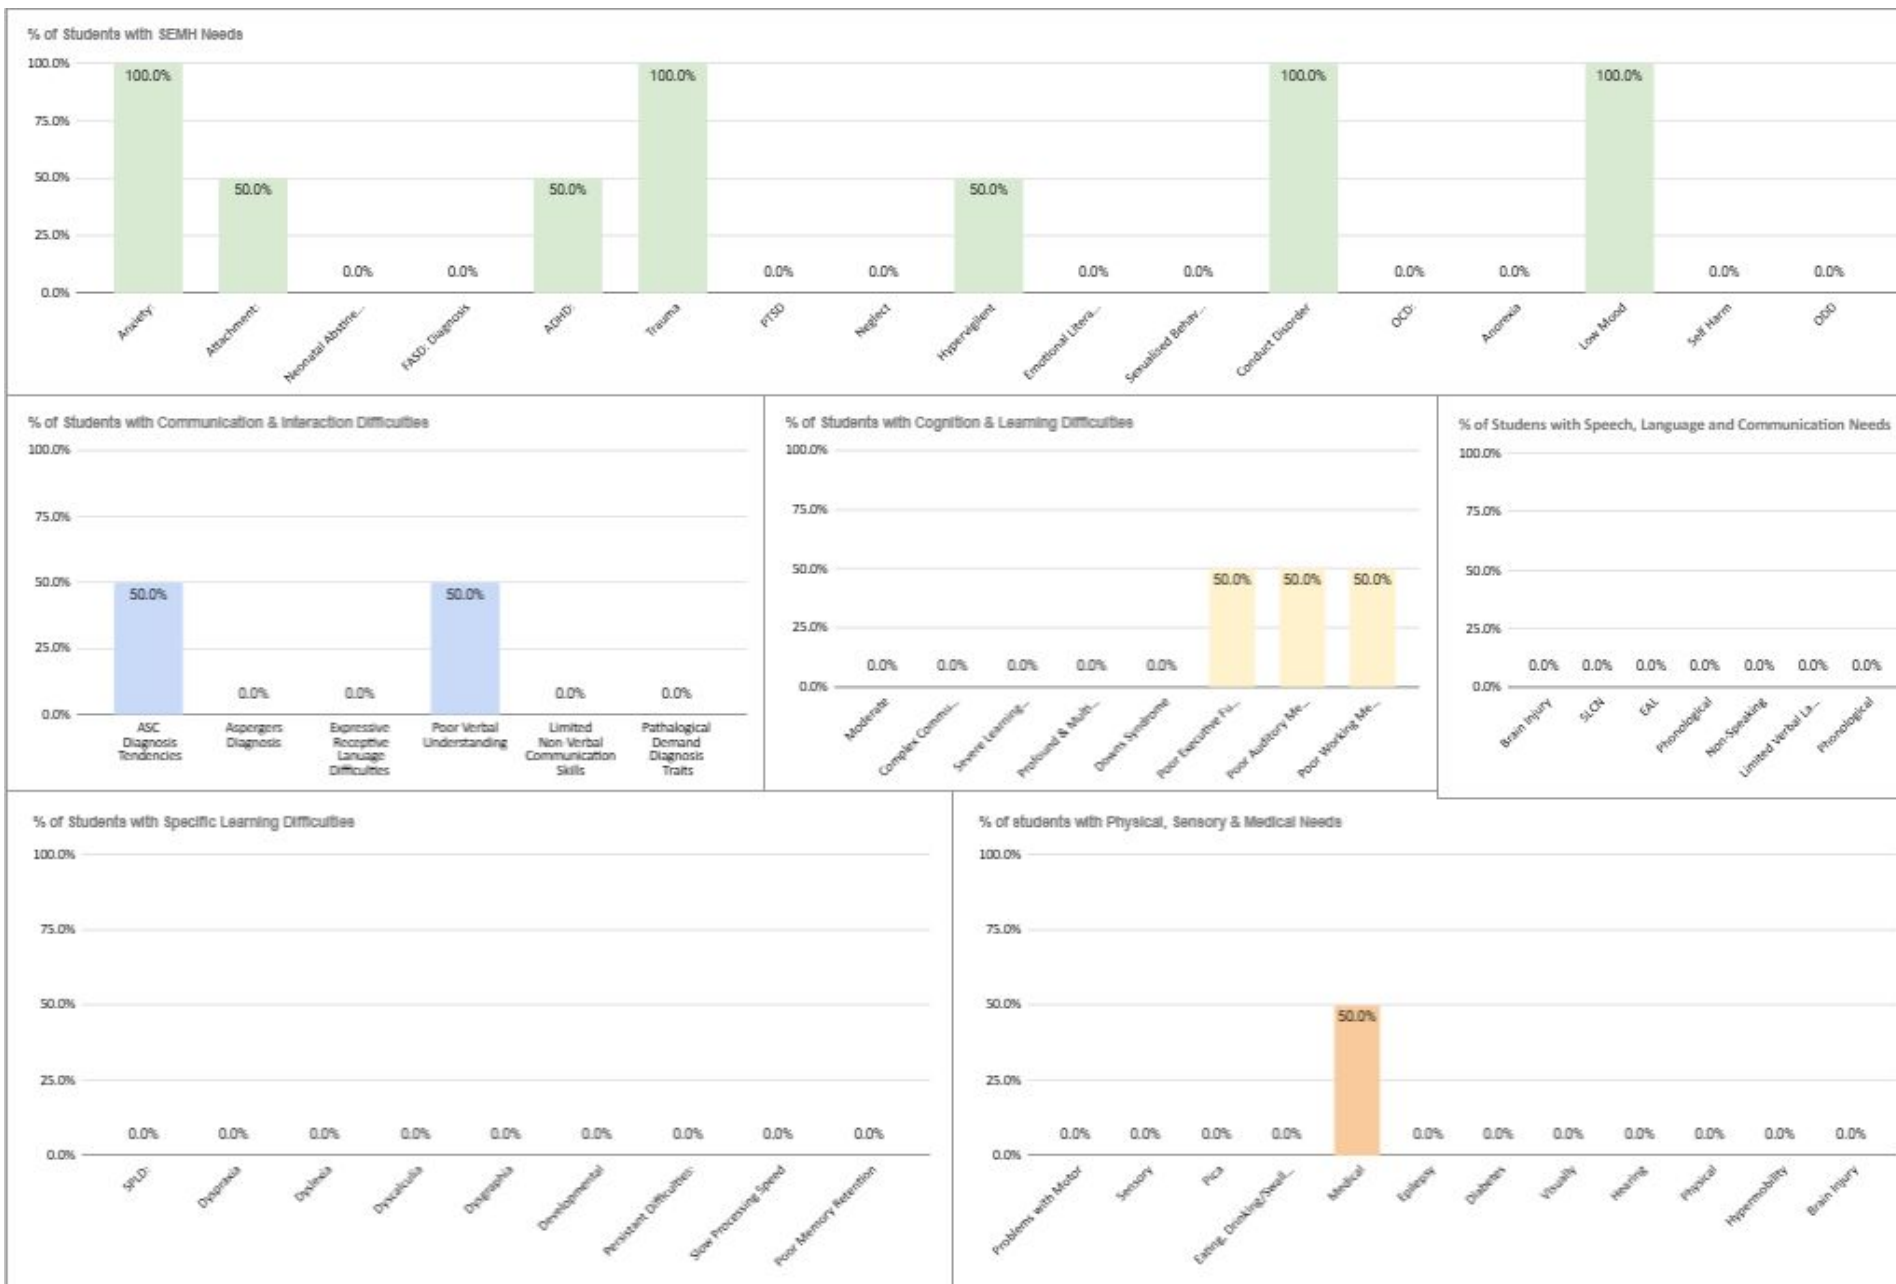 % of Students with SEMH Needs
100.0%
75.0%
50.0%
25.0%
0.0%
100.0%
50.0%
0.0%
0.0%
50.0%
100.0%
0.0%
0.0%
50.0%
0.0%
0.0%
100.0%
0.0%
0.0%
100.0%
0.0%
0.0%
Anxiety:
Attachment:
Neonatal Abstine...
FASD: Diagnosis
ADHD:
Trauma
PTSD
Neglect
Hypervigilent
Emotional Litera...
Sexualised Behav...
Conduct Disorder
OCD:
Anorexia
Low Mood
Self Harm
ODD
% of Students with Communication & Interaction Difficulties
100.0%
75.0%
50.0%
25.0%
0.0%
50.0%
0.0%
0.0%
50.0%
0.0%
0.0%
ASC
Diagnosis
Tendencies
Aspergers
Diagnosis
Expressive
Receptive
Lanuage
Difficulties
Poor Verbal
Understanding
Limited
Non-Verbal
Communication
Skills
Pathalogical
Demand
Diagnosis
Traits
% of Students with Cognition & Learning Difficulties
100.0%
75.0%
50.0%
25.0%
0.0%
0.0%
0.0%
0.0%
0.0%
0.0%
50.0%
50.0%
50.0%
Moderate
Complex Commu...
Severe Learning...
Profound & Multi...
Downs Syndrome
Poor Executive Fu...
Poor Auditory Me...
Poor Working Me...
% of Studens with Speech, Language and Communication Needs
100.0%
75.0%
50.0%
25.0%
0.0%
0.0%
0.0%
0.0%
0.0%
0.0%
0.0%
0.0%
Brain Injury
SLCN
EAL
Phonological
Non-Speaking
Limited Verbal La...
Phonological
% of Students with Specific Learning Difficulties
100.0%
75.0%
50.0%
25.0%
0.0%
0.0%
0.0%
0.0%
0.0%
0.0%
0.0%
0.0%
0.0%
0.0%
SPLD:
Dyspraxia
Dyslexia
Dyscalculia
Dysgraphia
Developmental
Persistant Difficulties:
Slow Processing Speed
Poor Memory Retention
% of students with Physical, Sensory & Medical Needs
100.0%
75.0%
50.0%
25.0%
0.0%
0.0%
0.0%
0.0%
0.0%
50.0%
0.0%
0.0%
0.0%
0.0%
0.0%
0.0%
0.0%
Problems with Motor
Sensory
Pica
Eating, Drinking/Swall...
Medical
Epilepsy
Diabetes
Visually
Hearing
Physical
Hypermobility
Brain Injury